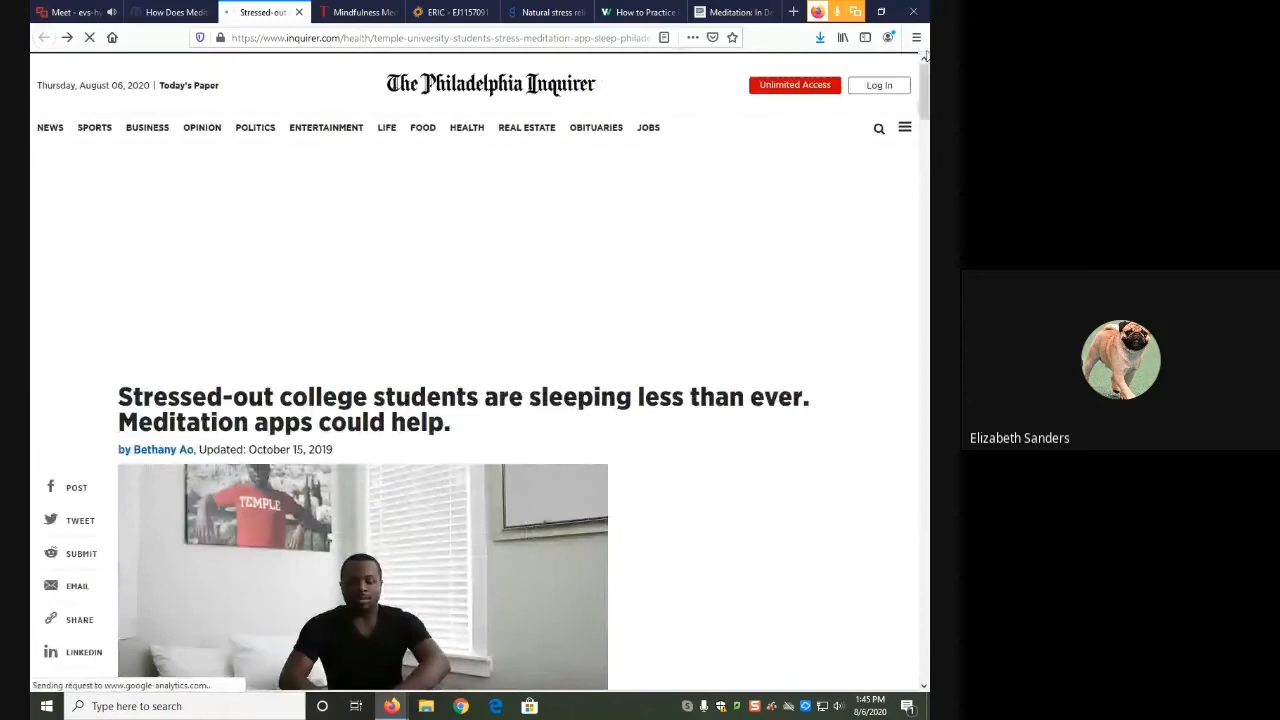 Meet - evs-hv
How Does Medit
Stressed-out
Mindfulness Me
ERIC - EJ1157091
Natural stress reli
How to Practice
Meditation: In De
https://www.inquirer.com/health/temple-university-students-stress-meditation-app-sleep-philade
Thursday, August 06, 2020 | Today's Paper
The Philadelphia Inquirer
Unlimited Access
Log In
NEWS SPORTS BUSINESS OPINION POLITICS ENTERTAINMENT LIFE FOOD HEALTH REAL ESTATE OBITUARIES JOBS
Stressed-out college students are sleeping less than ever.
Meditation apps could help.
by Bethany Ao, Updated: October 15, 2019
TEMPLE
POST
TWEET
SUBMIT
EMAIL
SHARE
LINKEDIN
Elizabeth Sanders
Sending request to www.google-analytics.com...
Type here to search
1:45 PM
8/6/2020